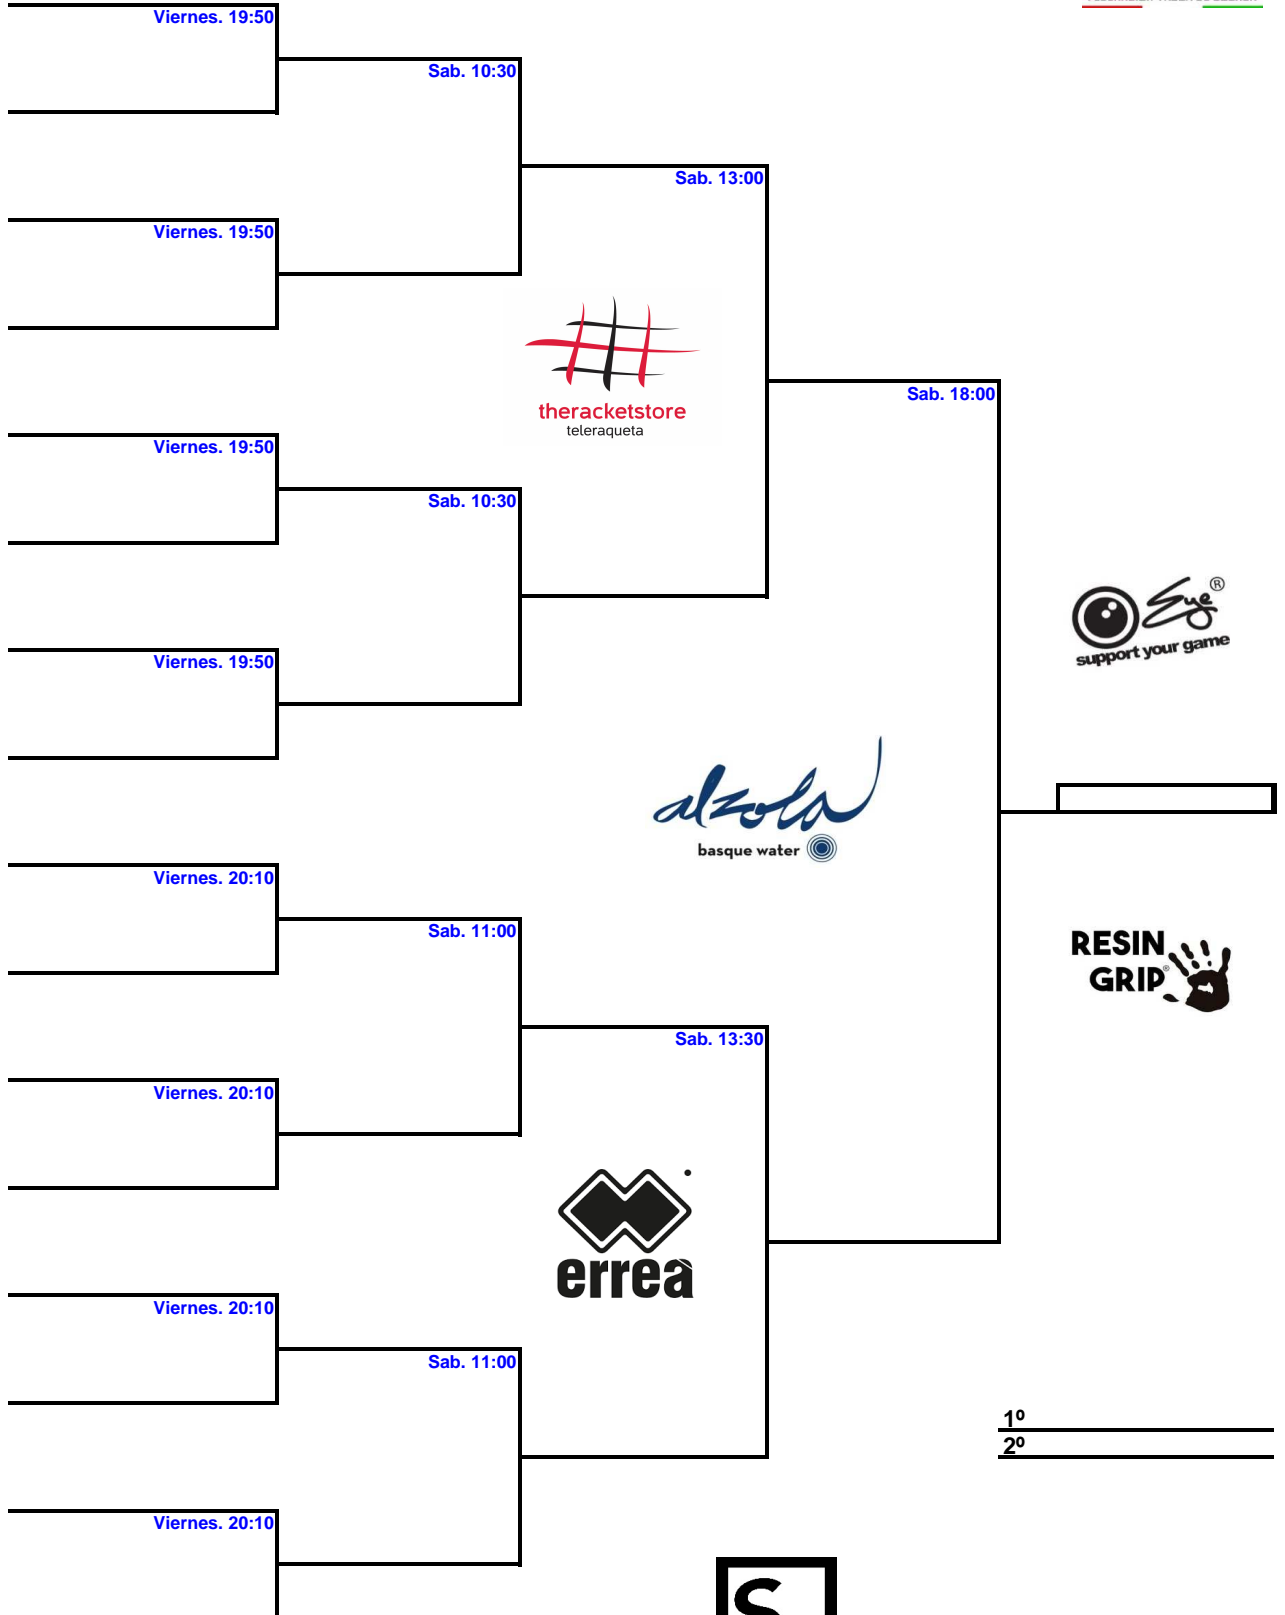 Viernes. 19:50
Sab. 10:30
Sab. 13:00
Viernes. 19:50
theracketstore
teleraqueta
Sab. 18:00
Viernes. 19:50
Sab. 10:30
Eye®
support your game
Viernes. 19:50
alzola
basque water
Viernes. 20:10
Sab. 11:00
RESIN
GRIP®
Sab. 13:30
Viernes. 20:10
erreà
Viernes. 20:10
Sab. 11:00
1º
2º
Viernes. 20:10
S